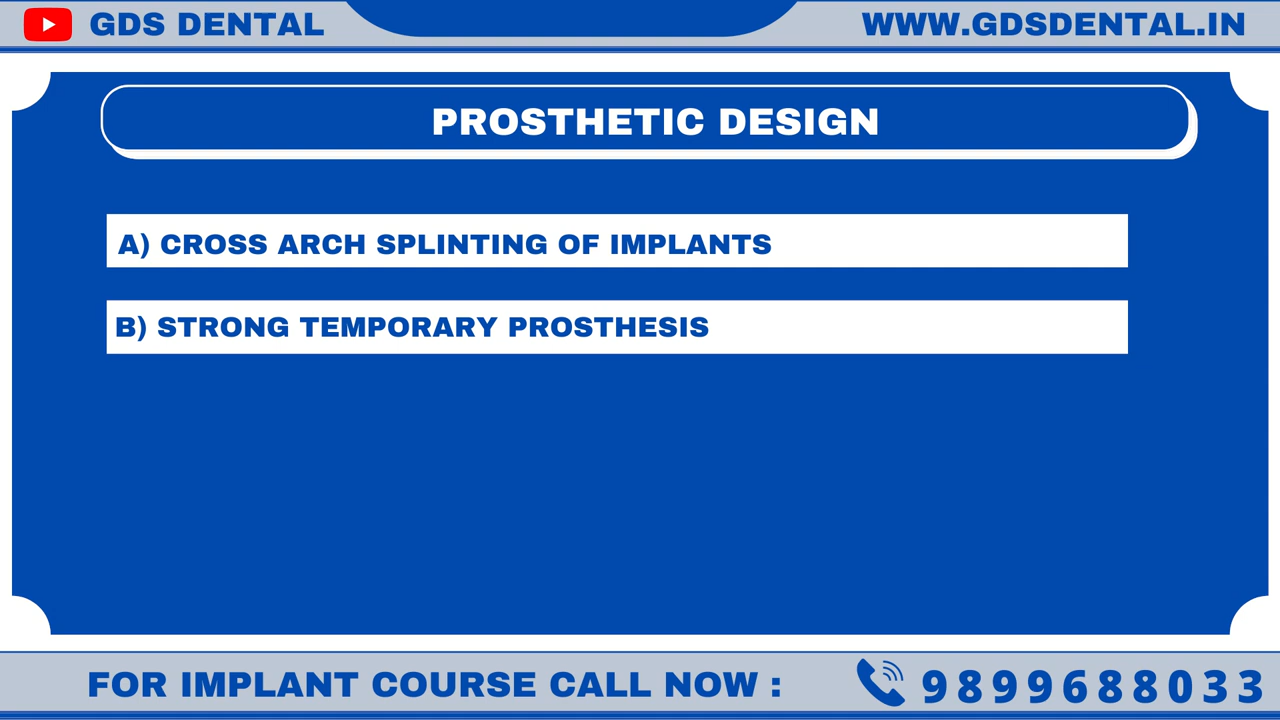 GDS DENTAL
WWW.GDSDENTAL.IN
PROSTHETIC DESIGN
A) CROSS ARCH SPLINTING OF IMPLANTS
B) STRONG TEMPORARY PROSTHESIS
FOR IMPLANT COURSE CALL NOW :
9899688033